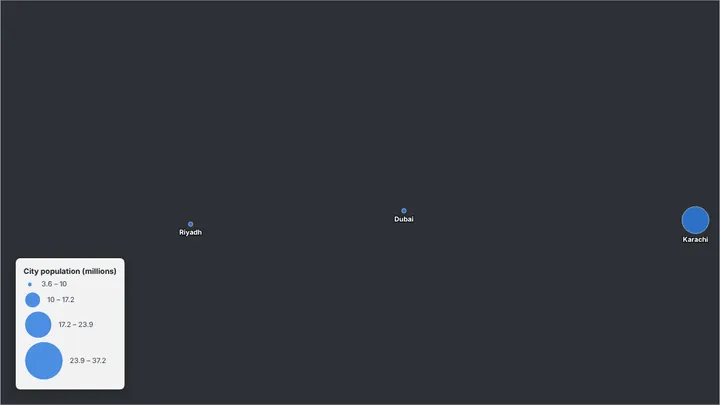 Dubai
Riyadh
Karachi
City population (millions)
3.6 – 10
10 – 17.2
17.2 – 23.9
23.9 – 37.2